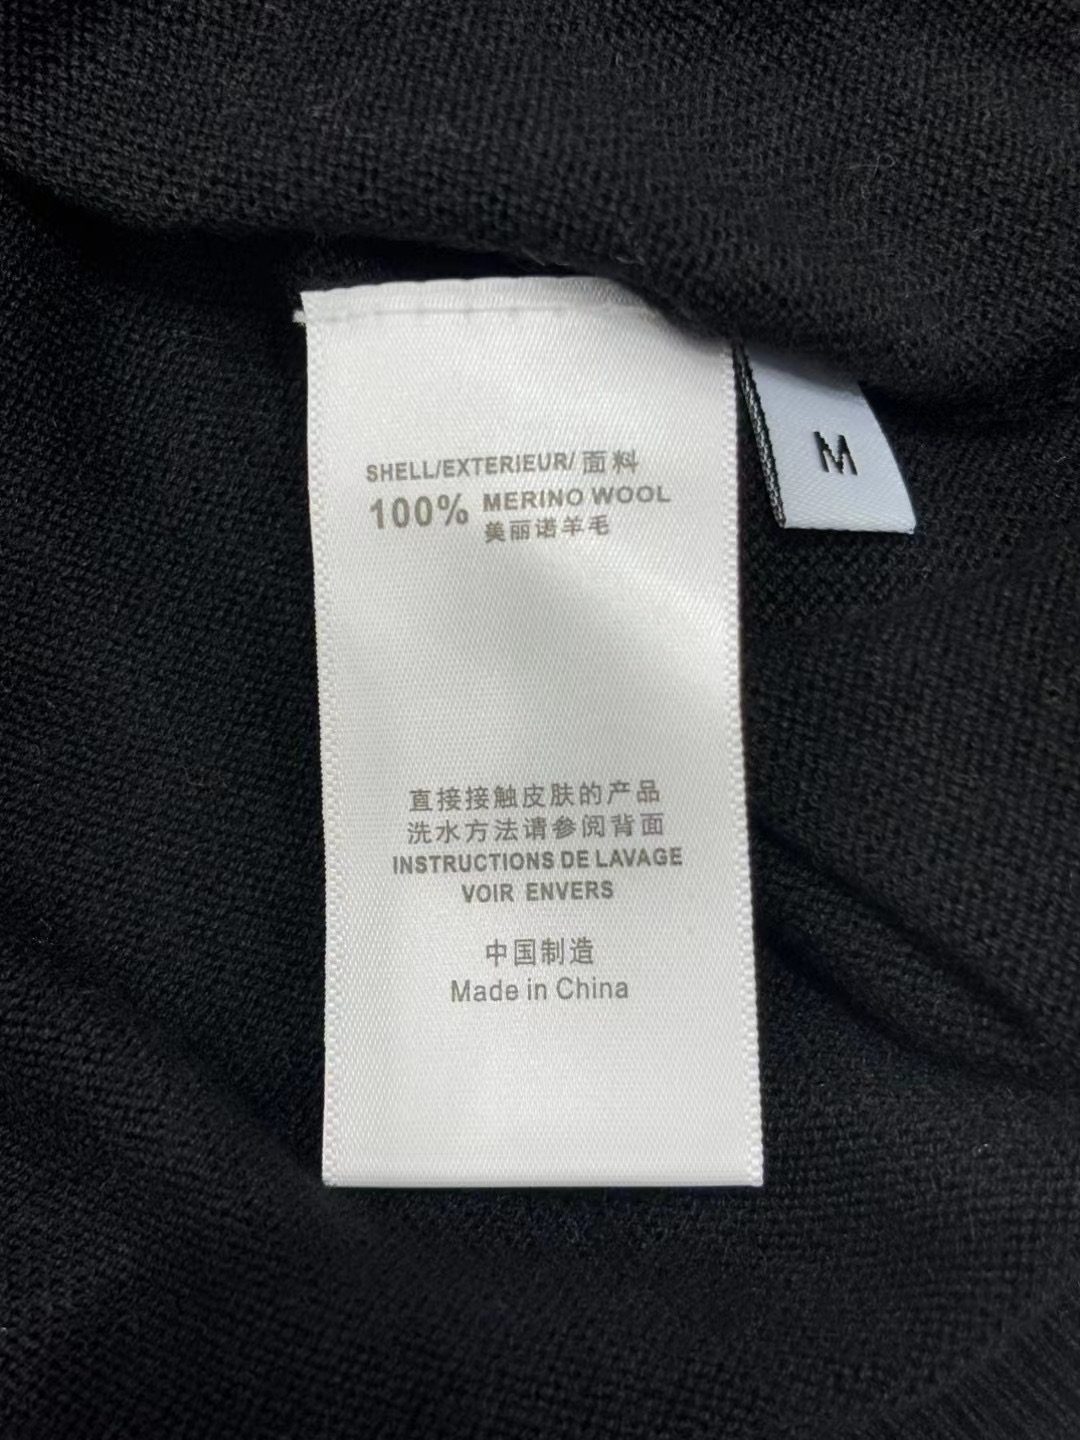 SHELL/EXTERIEUR/ 面料
100% MERINO WOOL
美丽诺羊毛
M
直接接触皮肤的产品
洗水方法请参阅背面
INSTRUCTIONS DE LAVAGE
VOIR ENVERS
中国制造
Made in China